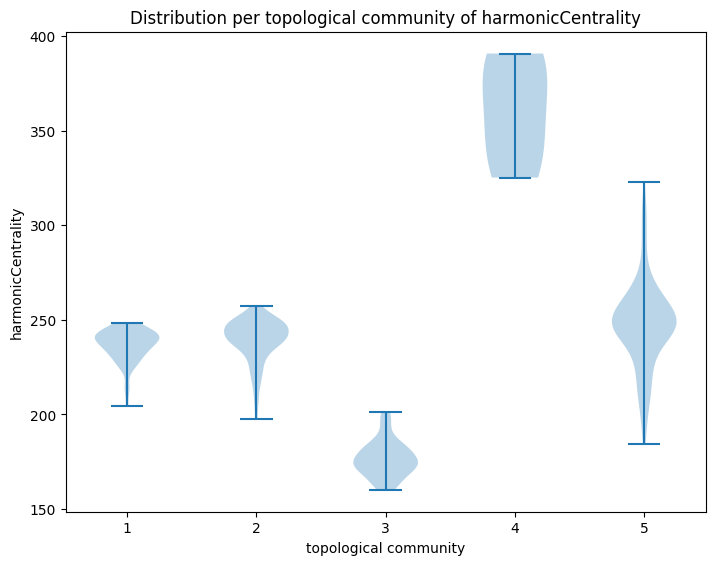 Distribution per topological community of harmonicCentrality
400
350
300
250
200
150
harmonicCentrality
1 2 3 4 5
topological community